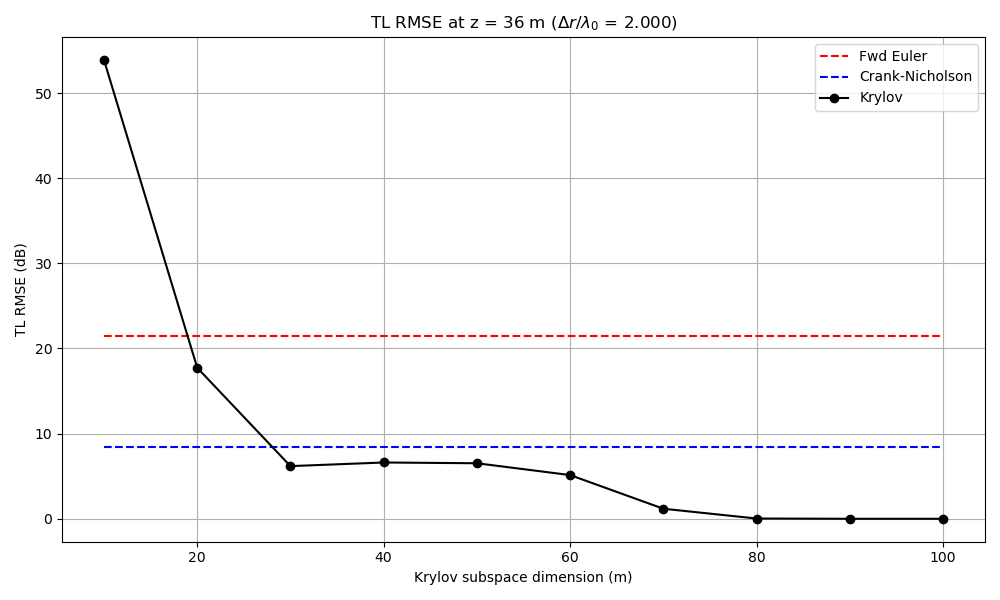 TL RMSE at z = 36 m (Δr/λ₀ = 2.000)
Fwd Euler
Crank-Nicholson
Krylov
TL RMSE (dB)
50
40
30
20
10
0
20
40
60
80
100
Krylov subspace dimension (m)